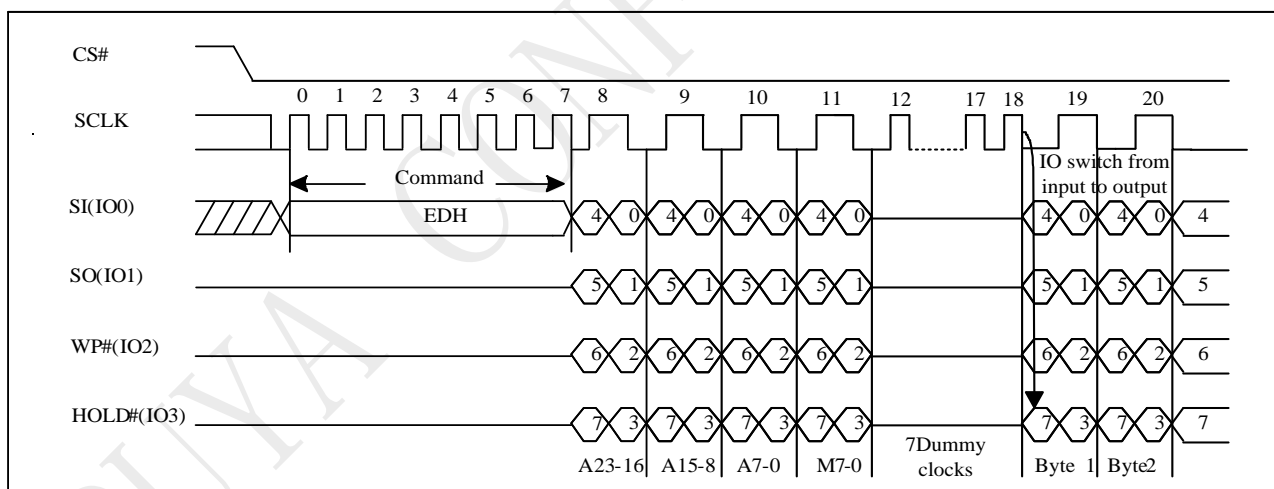 CS#
0 1 2 3 4 5 6 7 8 9 10 11 12 17 18 19 20
SCLK
IO switch from
input to output
Command
SI(IO0)
EDH
4 0 4 0 4 0 4 0 4 0 4 0 4
SO(IO1)
5 1 5 1 5 1 5 1 5 1 5 1 5
WP#(IO2)
6 2 6 2 6 2 6 2 6 2 6 2 6
HOLD#(IO3)
7 3 7 3 7 3 7 3 7 3 7 3 7
A23-16 A15-8 A7-0 M7-0 7Dummy
clocks Byte 1 Byte2